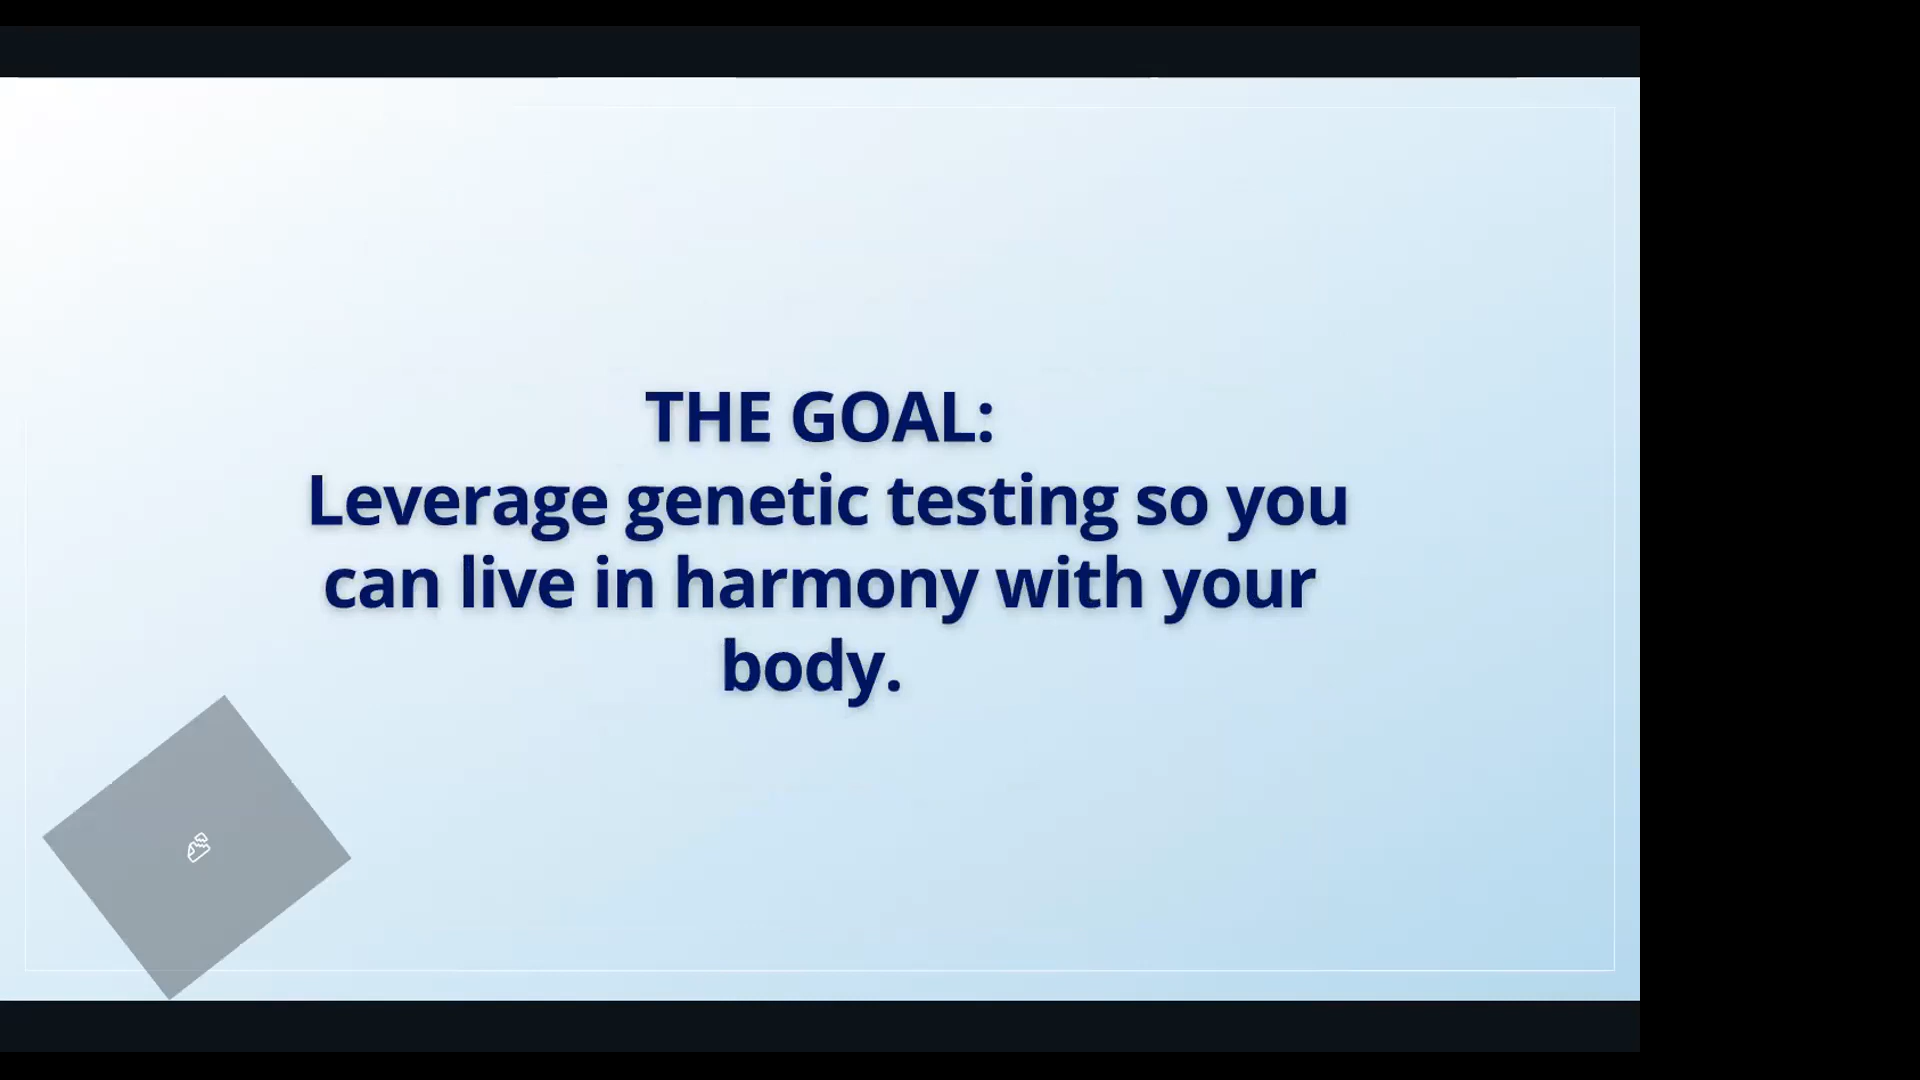 THE GOAL:
Leverage genetic testing so you
can live in harmony with your
body.